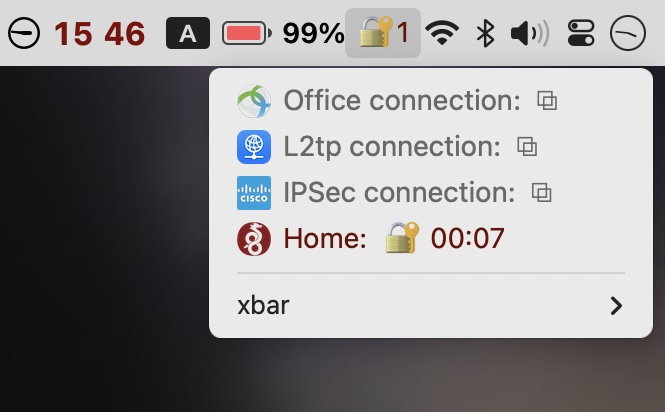 15 46 A 99% 1
Office connection:
L2tp connection:
CISCO IPSec connection:
Home: 00:07
xbar